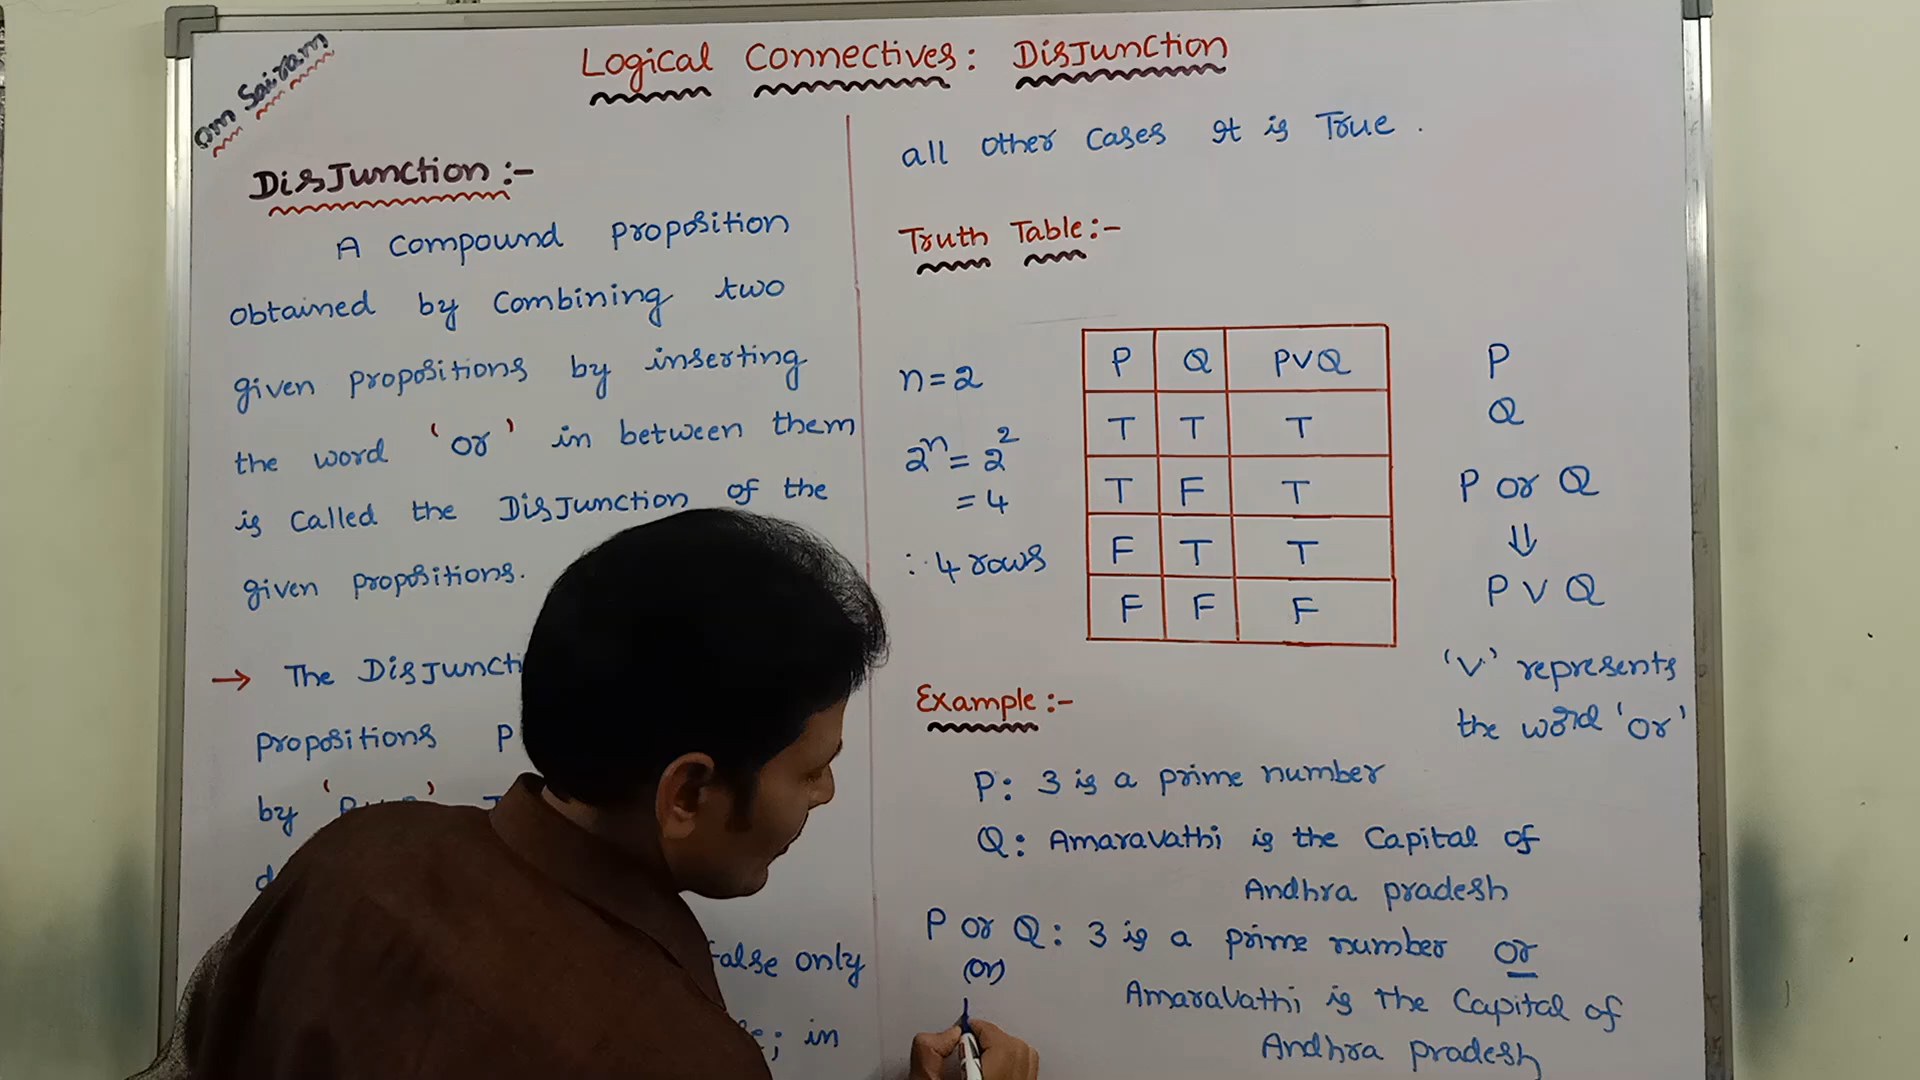 Om Sairam
Logical Connectives: Disjunction
Disjunction :-
A compound proposition
obtained by combining two
given propositions by inserting
the word 'or' in between them
is called the Disjunction of the
given propositions.
→ The
propositions P
by
false only
; in
all other cases It is True.
Truth Table:-
n=2
2ⁿ = 2²
= 4
∴ 4 rows
P Q P∨Q
T T T
T F T
F T T
F F F
P
Q
P or Q
⇓
P ∨ Q
'∨' represents
the word 'or'
Example:-
P: 3 is a prime number
Q: Amaravathi is the Capital of
Andhra pradesh
P or Q: 3 is a prime number or
(or)
Amaravathi is the Capital of
Andhra pradesh